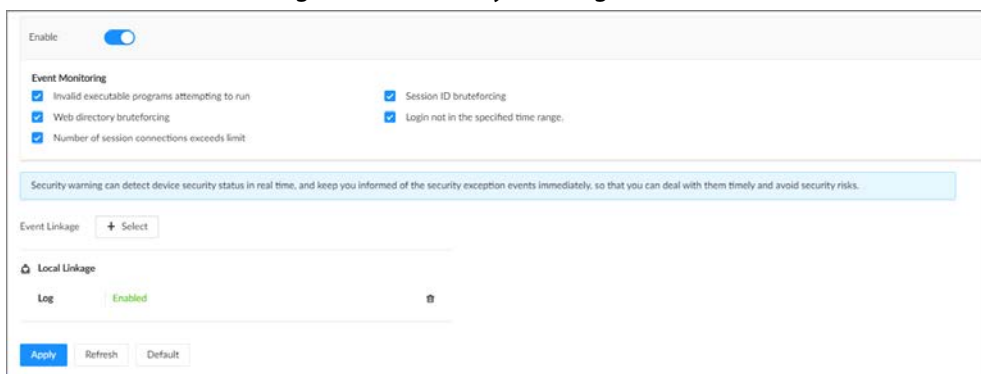 Enable
Event Monitoring
Invalid executable programs attempting to run
Session ID bruteforcing
Web directory bruteforcing
Login not in the specified time range.
Number of session connections exceeds limit
Security warning can detect device security status in real time, and keep you informed of the security exception events immediately, so that you can deal with them timely and avoid security risks.
Event Linkage
+ Select
Local Linkage
Log Enabled
Apply Refresh Default